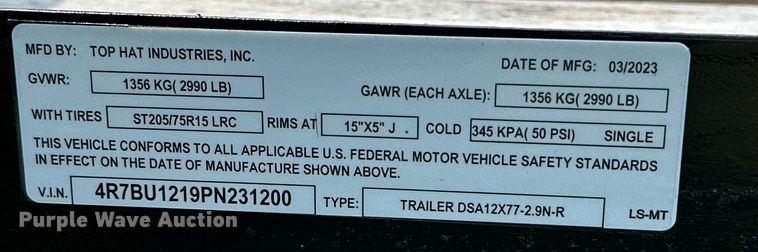 MFD BY: TOP HAT INDUSTRIES, INC.
DATE OF MFG: 03/2023
GVWR: 1356 KG( 2990 LB) GAWR (EACH AXLE): 1356 KG( 2990 LB)
WITH TIRES ST205/75R15 LRC RIMS AT 15"X5" J . COLD 345 KPA( 50 PSI) SINGLE
THIS VEHICLE CONFORMS TO ALL APPLICABLE U.S. FEDERAL MOTOR VEHICLE SAFETY STANDARDS
IN EFFECT ON THE DATE OF MANUFACTURE SHOWN ABOVE.
V.I.N. 4R7BU1219PN231200 TYPE: TRAILER DSA12X77-2.9N-R LS-MT
Purple Wave Auction